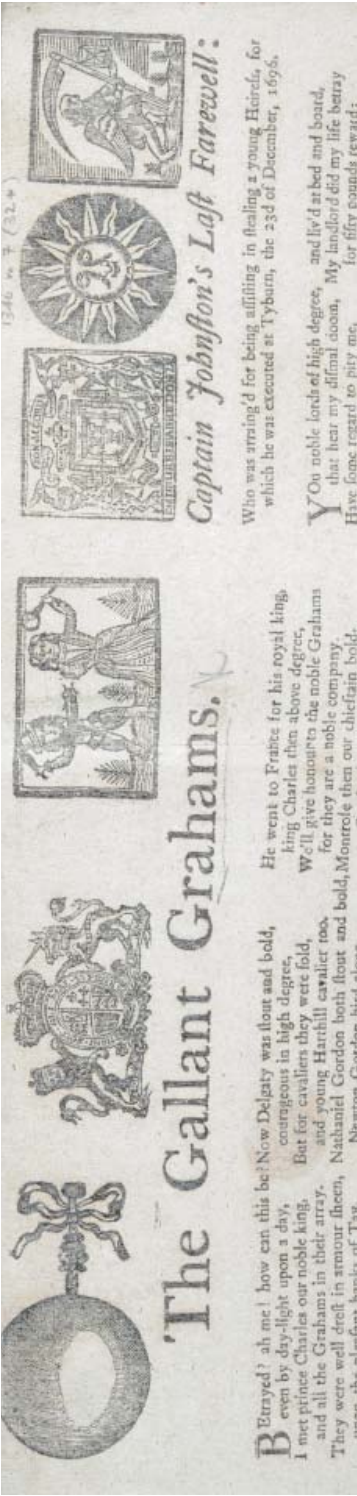 The Gallant Grahams.
BEtrayed? ah me! how can this be?
even by day-light upon a day,
I met prince Charles our noble king,
and all the Grahams in their array.
They were well dreſt in armour ſheen,
Now Delgaty was ſtout and bold,
courageous in high degree,
But for cavaliers they were ſold,
and young Harthill cavalier too.
Nathaniel Gordon both ſtout and bold,
He went to France for his royal king,
king Charles then above degree,
We'll give honour to the noble Grahams
for they are a noble company.
Montroſe then our chieftain bold,
Captain Johnſton's Laſt Farewell:
Who was arraing'd for being aſſiſting in ſtealing a young Heireſs, for
which he was executed at Tyburn, the 23d of December, 1696.
YOu noble lords of high degree,
that hear my diſmal doom,
Have ſome regard to pity me,
and liv'd at bed and board,
My landlord did my life betray
for fifty pounds reward: